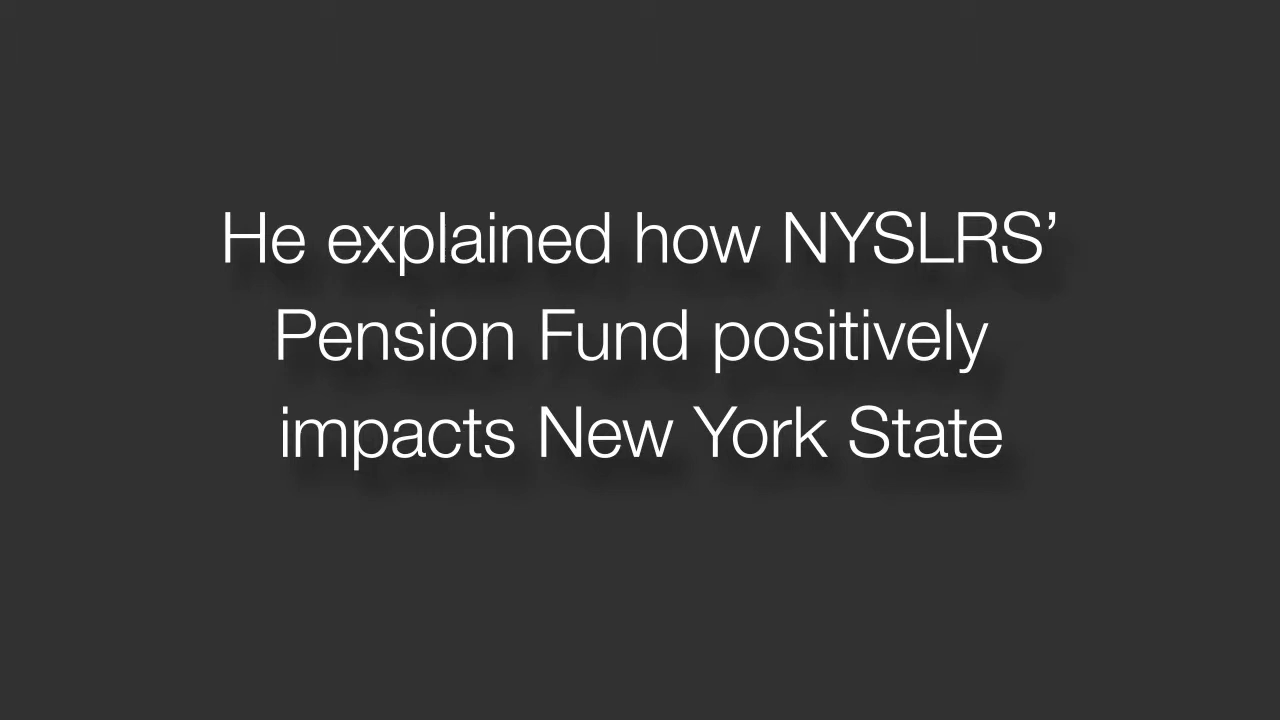 He explained how NYSLRS’
Pension Fund positively
impacts New York State